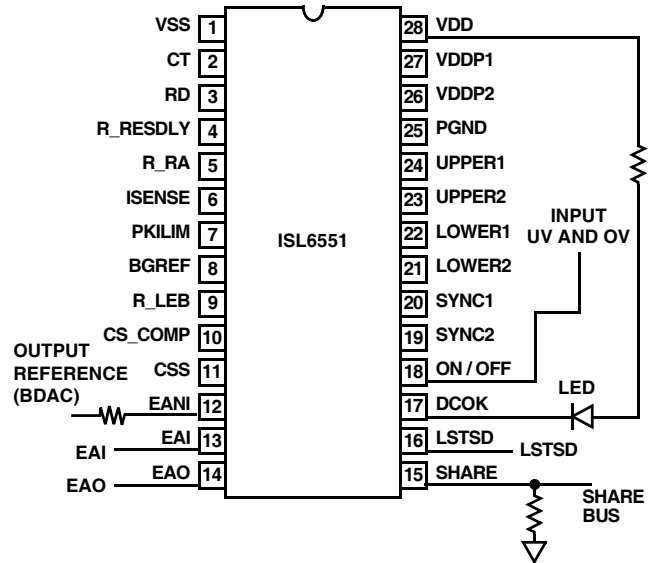 VSS 1
CT 2
RD 3
R_RESDLY 4
R_RA 5
ISENSE 6
PKILIM 7
BGREF 8
R_LEB 9
CS_COMP 10
CSS 11
EANI 12
EAI 13
EAO 14
OUTPUT
REFERENCE
(BDAC)
EAI
EAO
ISL6551
28 VDD
27 VDDP1
26 VDDP2
25 PGND
24 UPPER1
23 UPPER2
22 LOWER1
21 LOWER2
20 SYNC1
19 SYNC2
18 ON / OFF
17 DCOK
16 LSTSD
15 SHARE
INPUT
UV AND OV
LED
LSTSD
SHARE
BUS